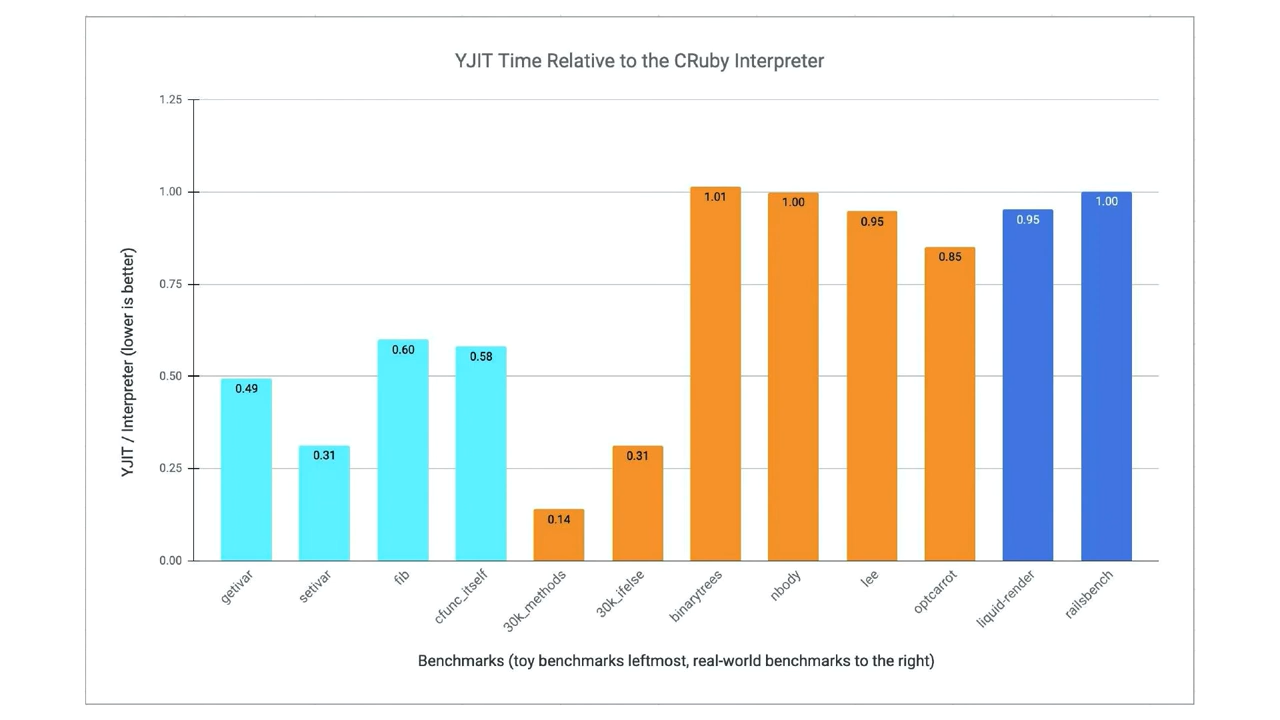 YJIT Time Relative to the CRuby Interpreter
1.25
1.00
0.75
0.50
0.25
0.00
YJIT / Interpreter (lower is better)
0.49
0.31
0.60
0.58
0.14
0.31
1.01
1.00
0.95
0.85
0.95
1.00
getivar
setivar
fib
cfunc_itself
30k_methods
30k_ifelse
binarytrees
nbody
lee
optcarrot
liquid-render
railsbench
Benchmarks (toy benchmarks leftmost, real-world benchmarks to the right)